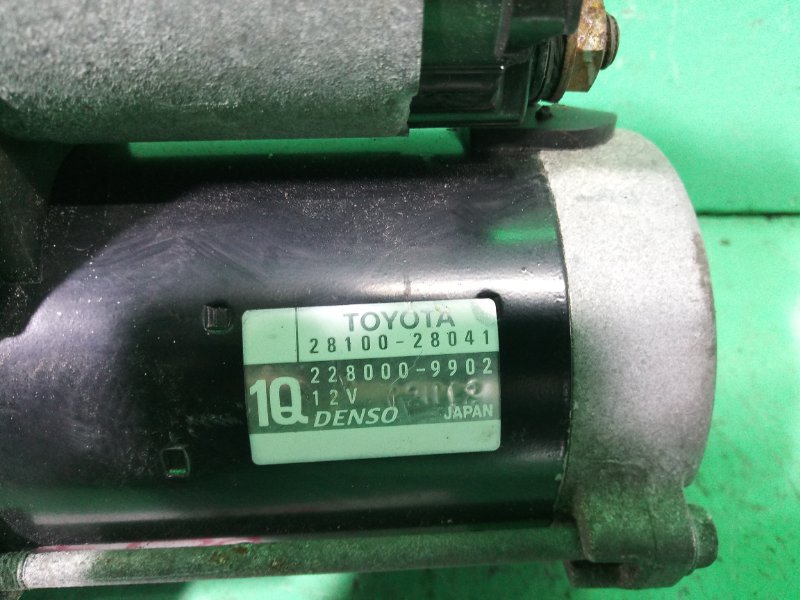 TOYOTA
28100-28041
228000-9902
12V
1Q DENSO JAPAN